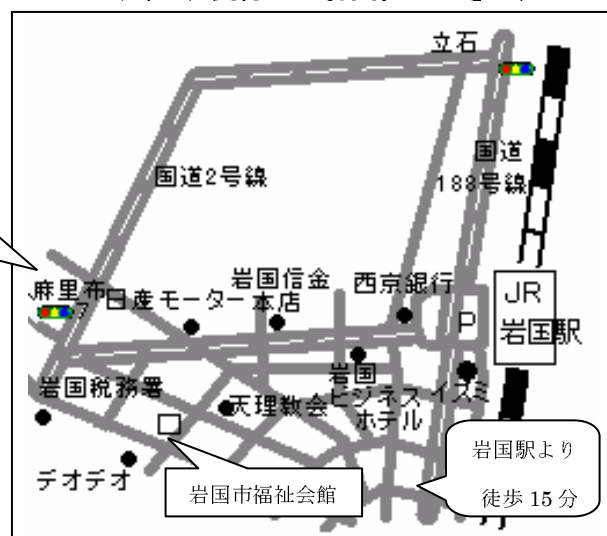 立石
国道
188号線
国道2号線
麻里布
日産モーター
岩国信金
本店
西京銀行
P
JR
岩国駅
岩国税務署
天理教会
岩国
ビジネス
ホテル
イズミ
デオデオ
岩国市福祉会館
岩国駅より
徒歩 15 分